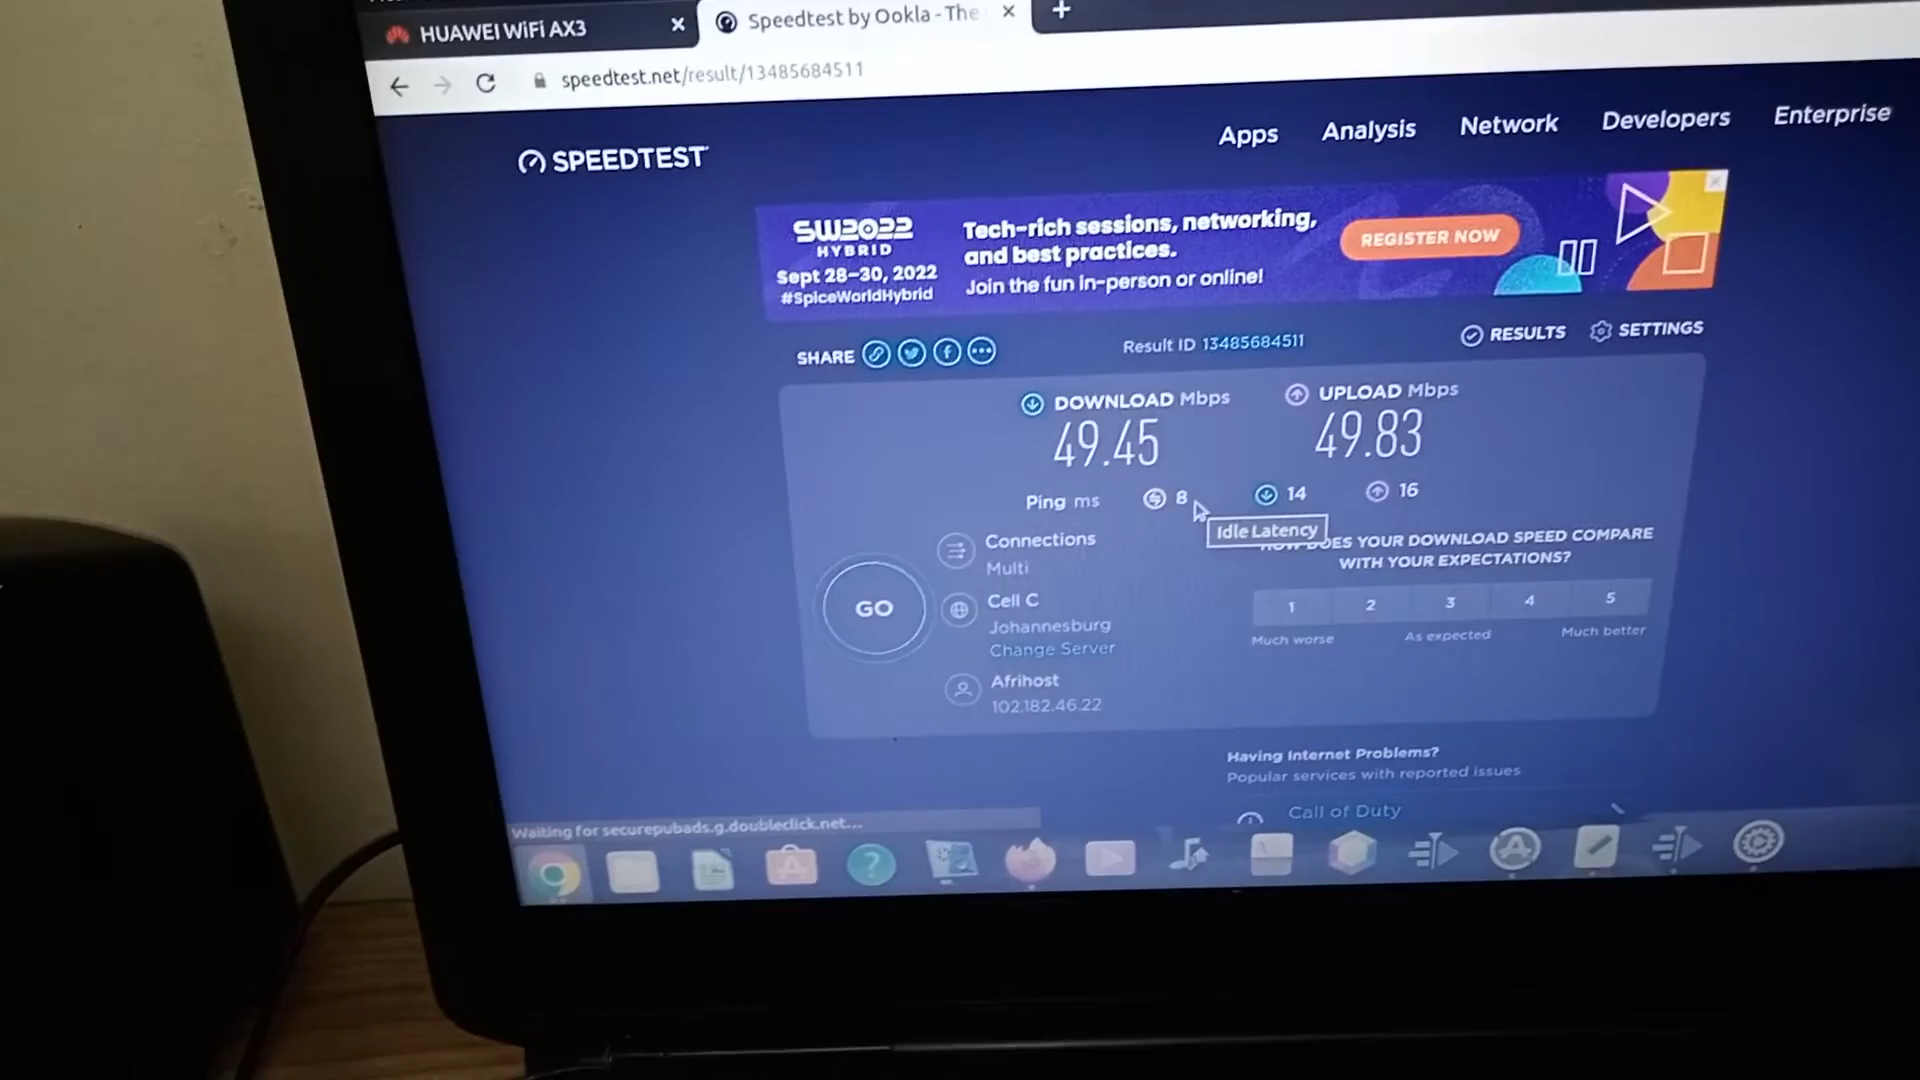 HUAWEI WiFi AX3
Speedtest by Ookla - The
speedtest.net/result/13485684511
SPEEDTEST
Apps
Analysis
Network
Developers
Enterprise
SW2022
HYBRID
Sept 28-30, 2022
#SpiceWorldHybrid
Tech-rich sessions, networking,
and best practices.
Join the fun in-person or online!
REGISTER NOW
SHARE
Result ID 13485684511
RESULTS
SETTINGS
DOWNLOAD Mbps
49.45
UPLOAD Mbps
49.83
Ping ms
8
14
16
Idle Latency
Connections
Multi
Cell C
Johannesburg
Change Server
Afrihost
102.182.46.22
GO
DOES YOUR DOWNLOAD SPEED COMPARE
WITH YOUR EXPECTATIONS?
1
2
3
4
5
Much worse
As expected
Much better
Having Internet Problems?
Popular services with reported issues
Call of Duty
Waiting for securepubads.g.doubleclick.net...